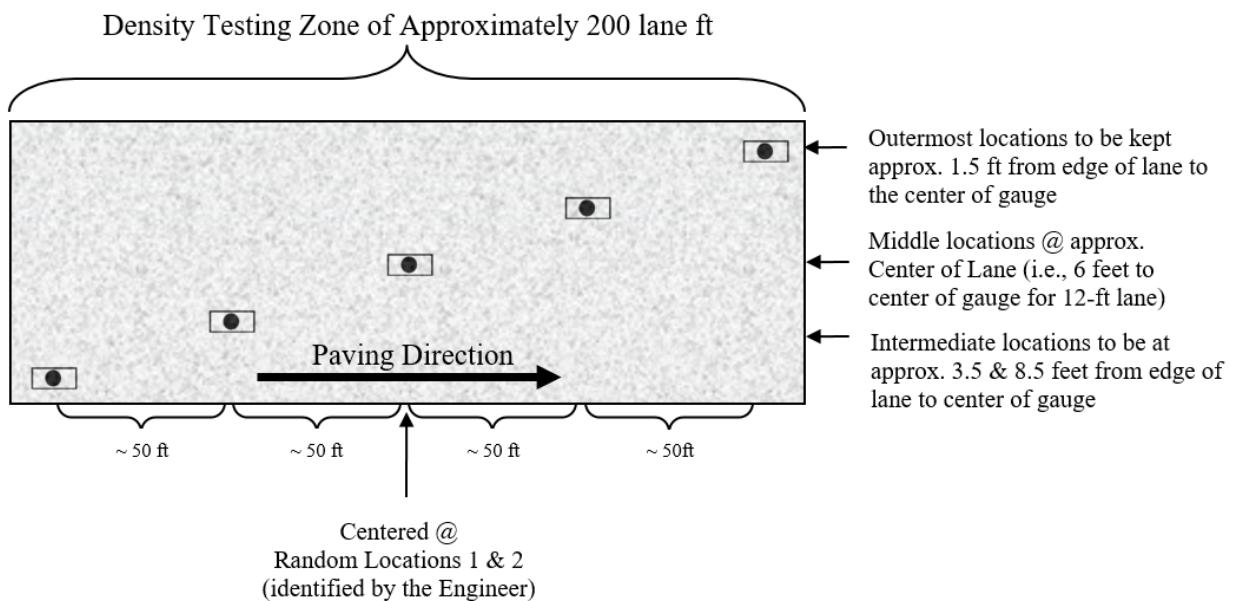 Density Testing Zone of Approximately 200 lane ft
Outermost locations to be kept
approx. 1.5 ft from edge of lane to
the center of gauge
Middle locations @ approx.
Center of Lane (i.e., 6 feet to
center of gauge for 12-ft lane)
Intermediate locations to be at
approx. 3.5 & 8.5 feet from edge of
lane to center of gauge
Paving Direction
~ 50 ft
~ 50 ft
~ 50 ft
~ 50ft
Centered @
Random Locations 1 & 2
(identified by the Engineer)